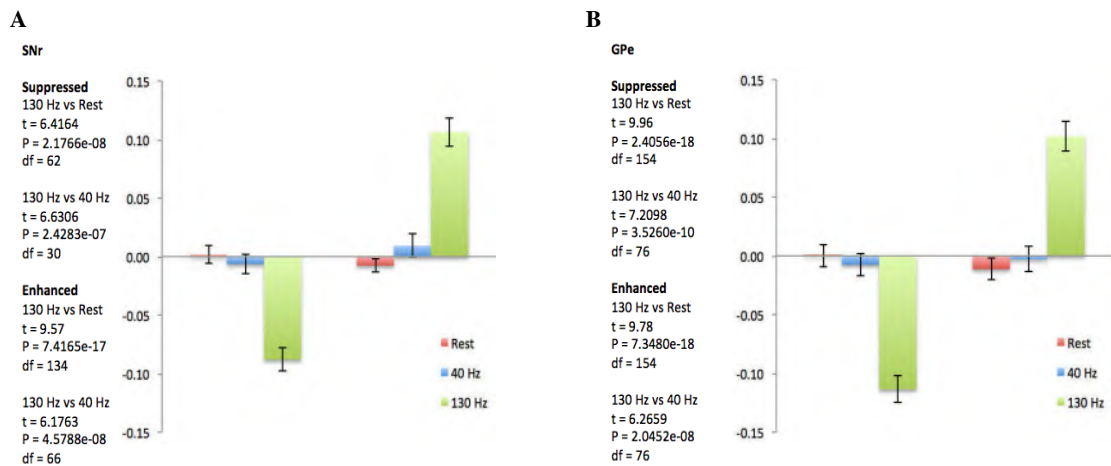 A
SNr
Suppressed
130 Hz vs Rest
t = 6.4164
P = 2.1766e-08
df = 62
130 Hz vs 40 Hz
t = 6.6306
P = 2.4283e-07
df = 30
Enhanced
130 Hz vs Rest
t = 9.57
P = 7.4165e-17
df = 134
130 Hz vs 40 Hz
t = 6.1763
P = 4.5788e-08
df = 66
0.15
0.10
0.05
0.00
-0.05
-0.10
-0.15
Rest
40 Hz
130 Hz
B
GPe
Suppressed
130 Hz vs Rest
t = 9.96
P = 2.4056e-18
df = 154
130 Hz vs 40 Hz
t = 7.2098
P = 3.5260e-10
df = 76
Enhanced
130 Hz vs Rest
t = 9.78
P = 7.3480e-18
df = 154
130 Hz vs 40 Hz
t = 6.2659
P = 2.0452e-08
df = 76
0.15
0.10
0.05
0.00
-0.05
-0.10
-0.15
Rest
40 Hz
130 Hz